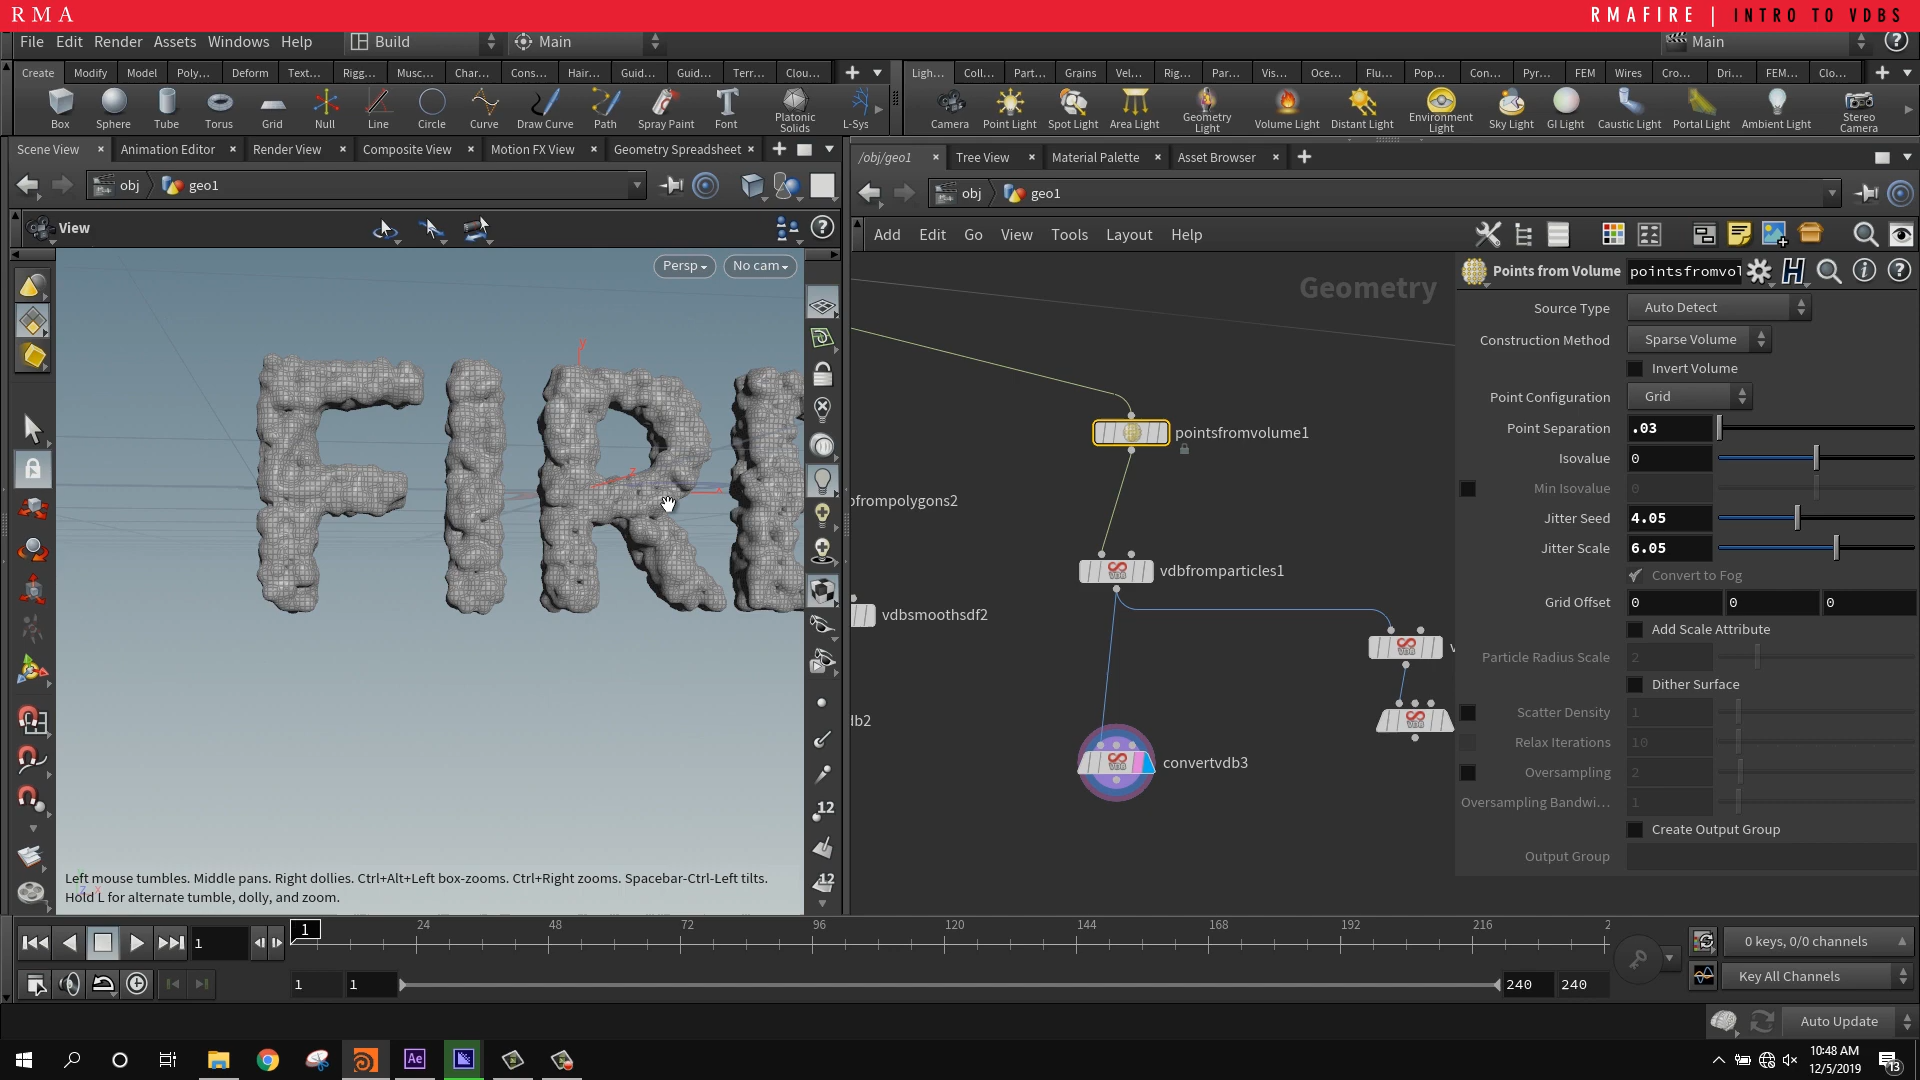 RMA
RMAFIRE | INTRO TO VDBS
File Edit Render Assets Windows Help Build Main Main
Create Modify Model Poly... Deform Text... Rigg... Musc... Char... Cons... Hair... Guid... Guid... Terr... Clou...
Ligh... Coll... Part... Grains Vel... Rig... Par... Vis... Oce... Flu... Pop... Con... Pyr... FEM Wires Cro... Dri... FEM... Clo...
Box Sphere Tube Torus Grid Null Line Circle Curve Draw Curve Path Spray Paint Font Platonic Solids L-Sys
Camera Point Light Spot Light Area Light Geometry Light Volume Light Distant Light Environment Light Sky Light GI Light Caustic Light Portal Light Ambient Light Stereo Camera
Scene View Animation Editor Render View Composite View Motion FX View Geometry Spreadsheet
/obj/geo1 Tree View Material Palette Asset Browser
obj geo1
obj geo1
View
Add Edit Go View Tools Layout Help
Persp No cam
Geometry
Points from Volume pointsfromvol
Source Type Auto Detect
Construction Method Sparse Volume
Invert Volume
Point Configuration Grid
Point Separation .03
Isovalue 0
Min Isovalue 0
Jitter Seed 4.05
Jitter Scale 6.05
Convert to Fog
Grid Offset 0 0 0
Add Scale Attribute
Particle Radius Scale 2
Dither Surface
Scatter Density 1
Relax Iterations 10
Oversampling 2
Oversampling Bandwi... 1
Create Output Group
Output Group
pointsfromvolume1
bfrompolygons2
vdbfromparticles1
vdbsmoothsdf2
db2
convertvdb3
VDB
VDB
VDB
VDB
FIRE
y
z
x
12
12
Left mouse tumbles. Middle pans. Right dollies. Ctrl+Alt+Left box-zooms. Ctrl+Right zooms. Spacebar-Ctrl-Left tilts.
Hold L for alternate tumble, dolly, and zoom.
1 1 24 48 72 96 120 144 168 192 216 2
0 keys, 0/0 channels
1 1 240 240
Key All Channels
Auto Update
Ae
10:48 AM
12/5/2019
13